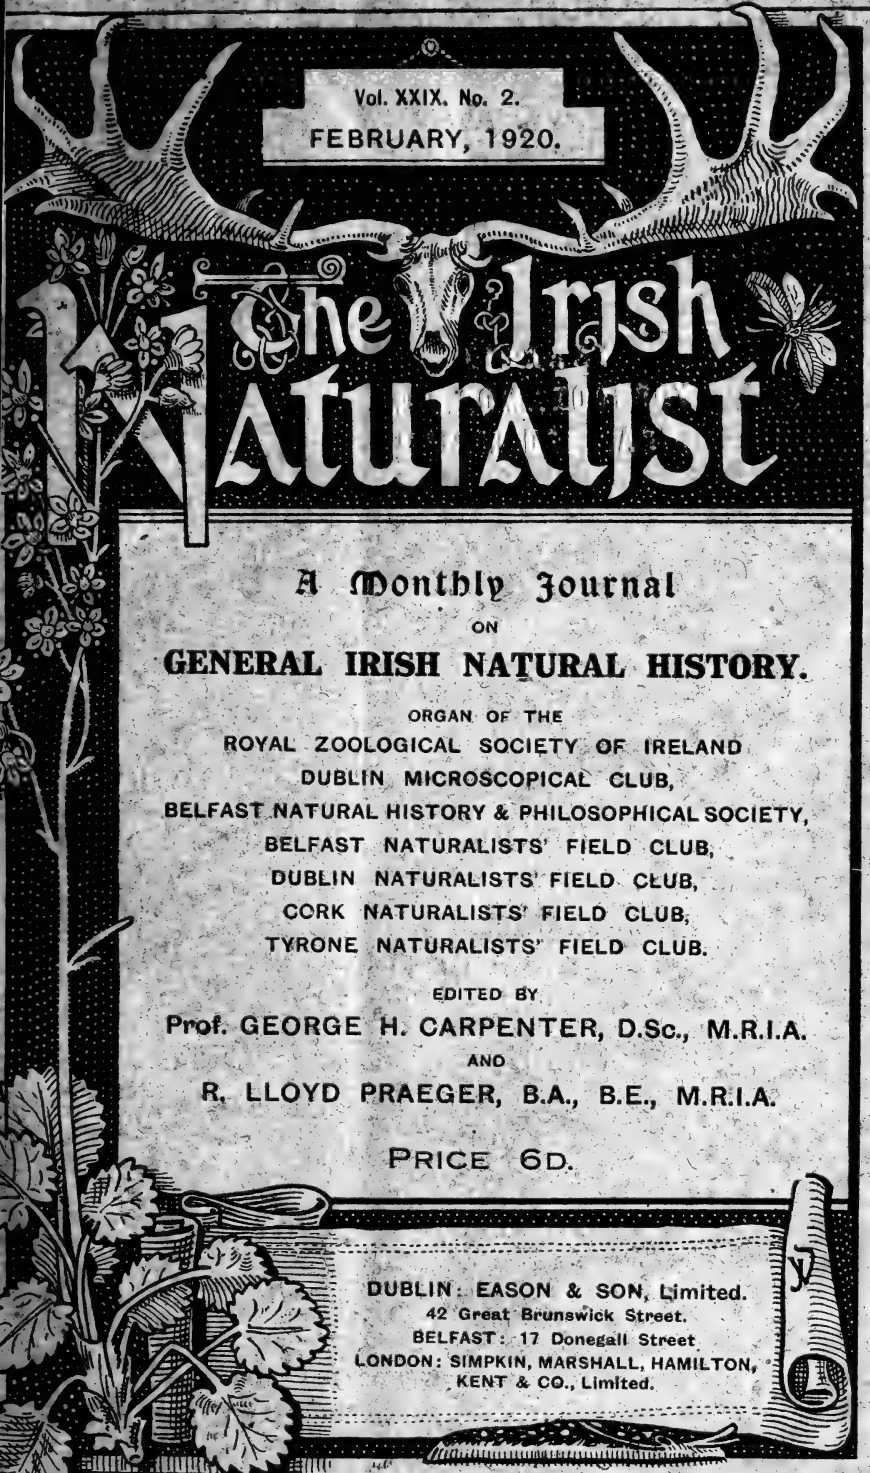 Vol. XXIX. No. 2.
FEBRUARY, 1920.
The Irish
Naturalist
A Monthly Journal
ON
GENERAL IRISH NATURAL HISTORY.
ORGAN OF THE
ROYAL ZOOLOGICAL SOCIETY OF IRELAND
DUBLIN MICROSCOPICAL CLUB,
BELFAST NATURAL HISTORY & PHILOSOPHICAL SOCIETY,
BELFAST NATURALISTS' FIELD CLUB,
DUBLIN NATURALISTS' FIELD CLUB,
CORK NATURALISTS' FIELD CLUB,
TYRONE NATURALISTS' FIELD CLUB.
EDITED BY
Prof. GEORGE H. CARPENTER, D.Sc., M.R.I.A.
AND
R. LLOYD PRAEGER, B.A., B.E., M.R.I.A.
PRICE 6D.
DUBLIN: EASON & SON, Limited.
42 Great Brunswick Street.
BELFAST: 17 Donegall Street
LONDON: SIMPKIN, MARSHALL, HAMILTON,
KENT & CO., Limited.